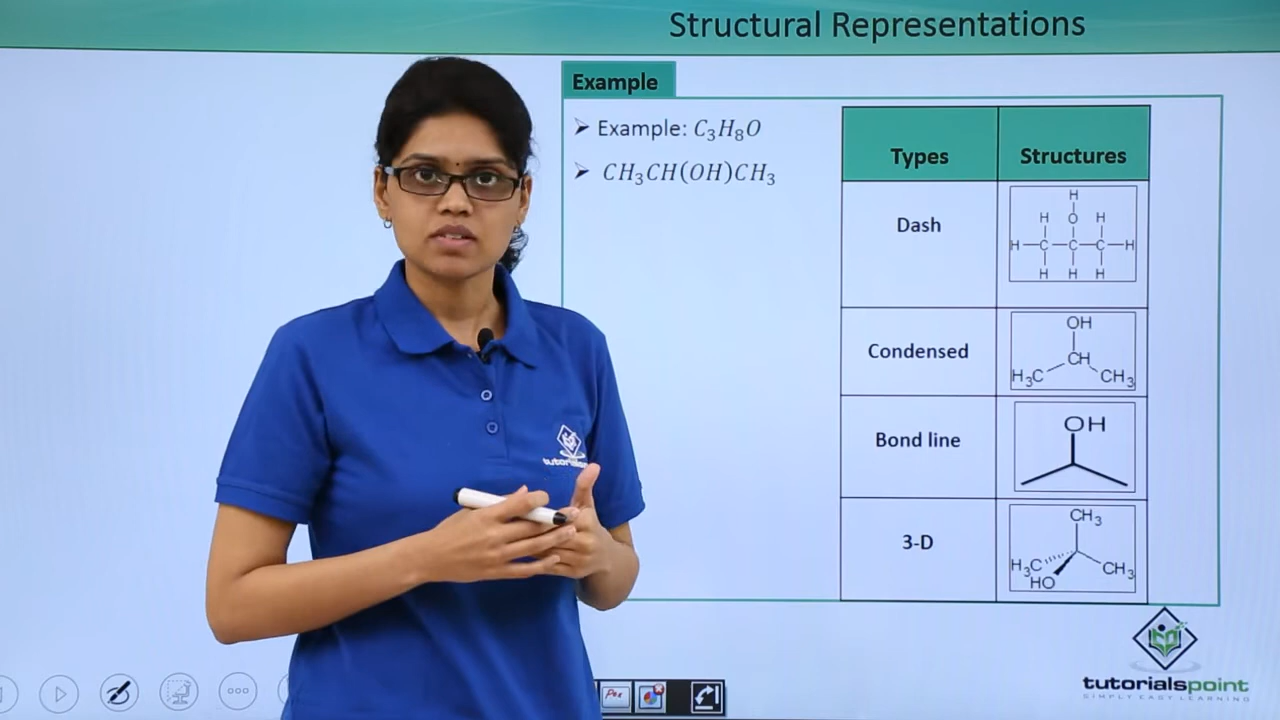 Structural Representations
Example
➢ Example: C₃H₈O
➢ CH₃CH(OH)CH₃
Types Structures
Dash
H
H O H
H C C C H
H H H
Condensed
OH
CH
H₃C CH₃
Bond line
OH
3-D
CH₃
H₃C CH₃
HO
tutorialspoint
SIMPLY EASY LEARNING